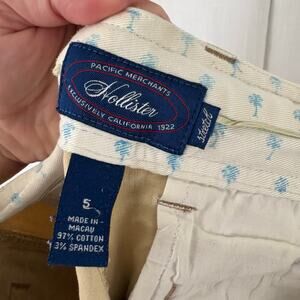 PACIFIC MERCHANTS
Hollister
EXCLUSIVELY CALIFORNIA 1922
stretch
5
MADE IN
MACAU
97% COTTON
3% SPANDEX